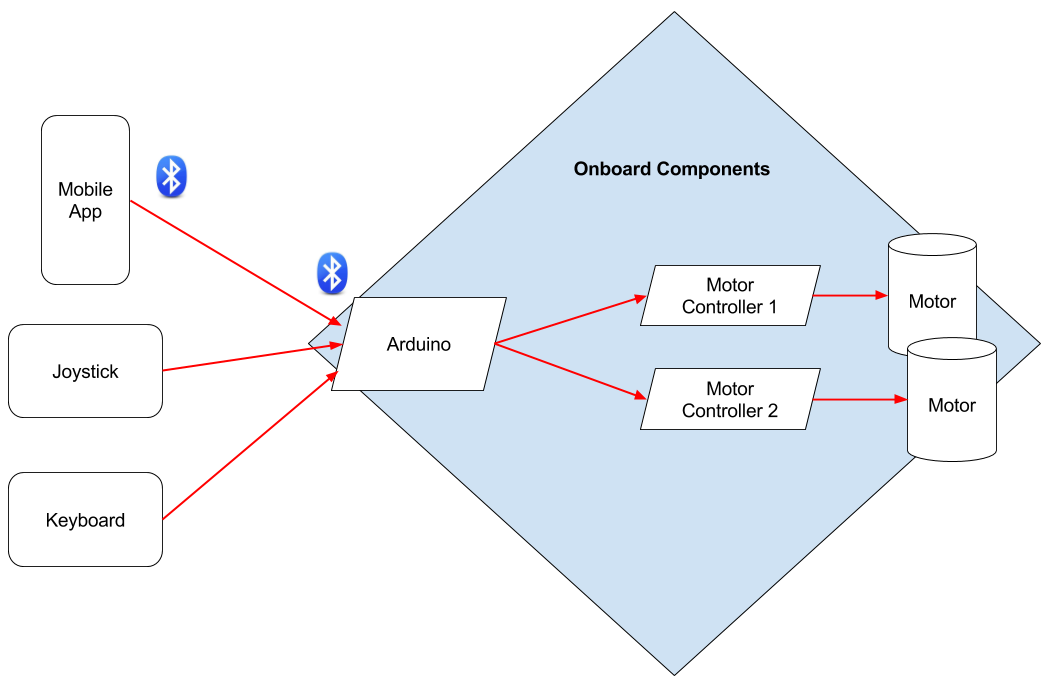 Onboard Components
Mobile
App
Joystick
Keyboard
Arduino
Motor
Controller 1
Motor
Controller 2
Motor
Motor